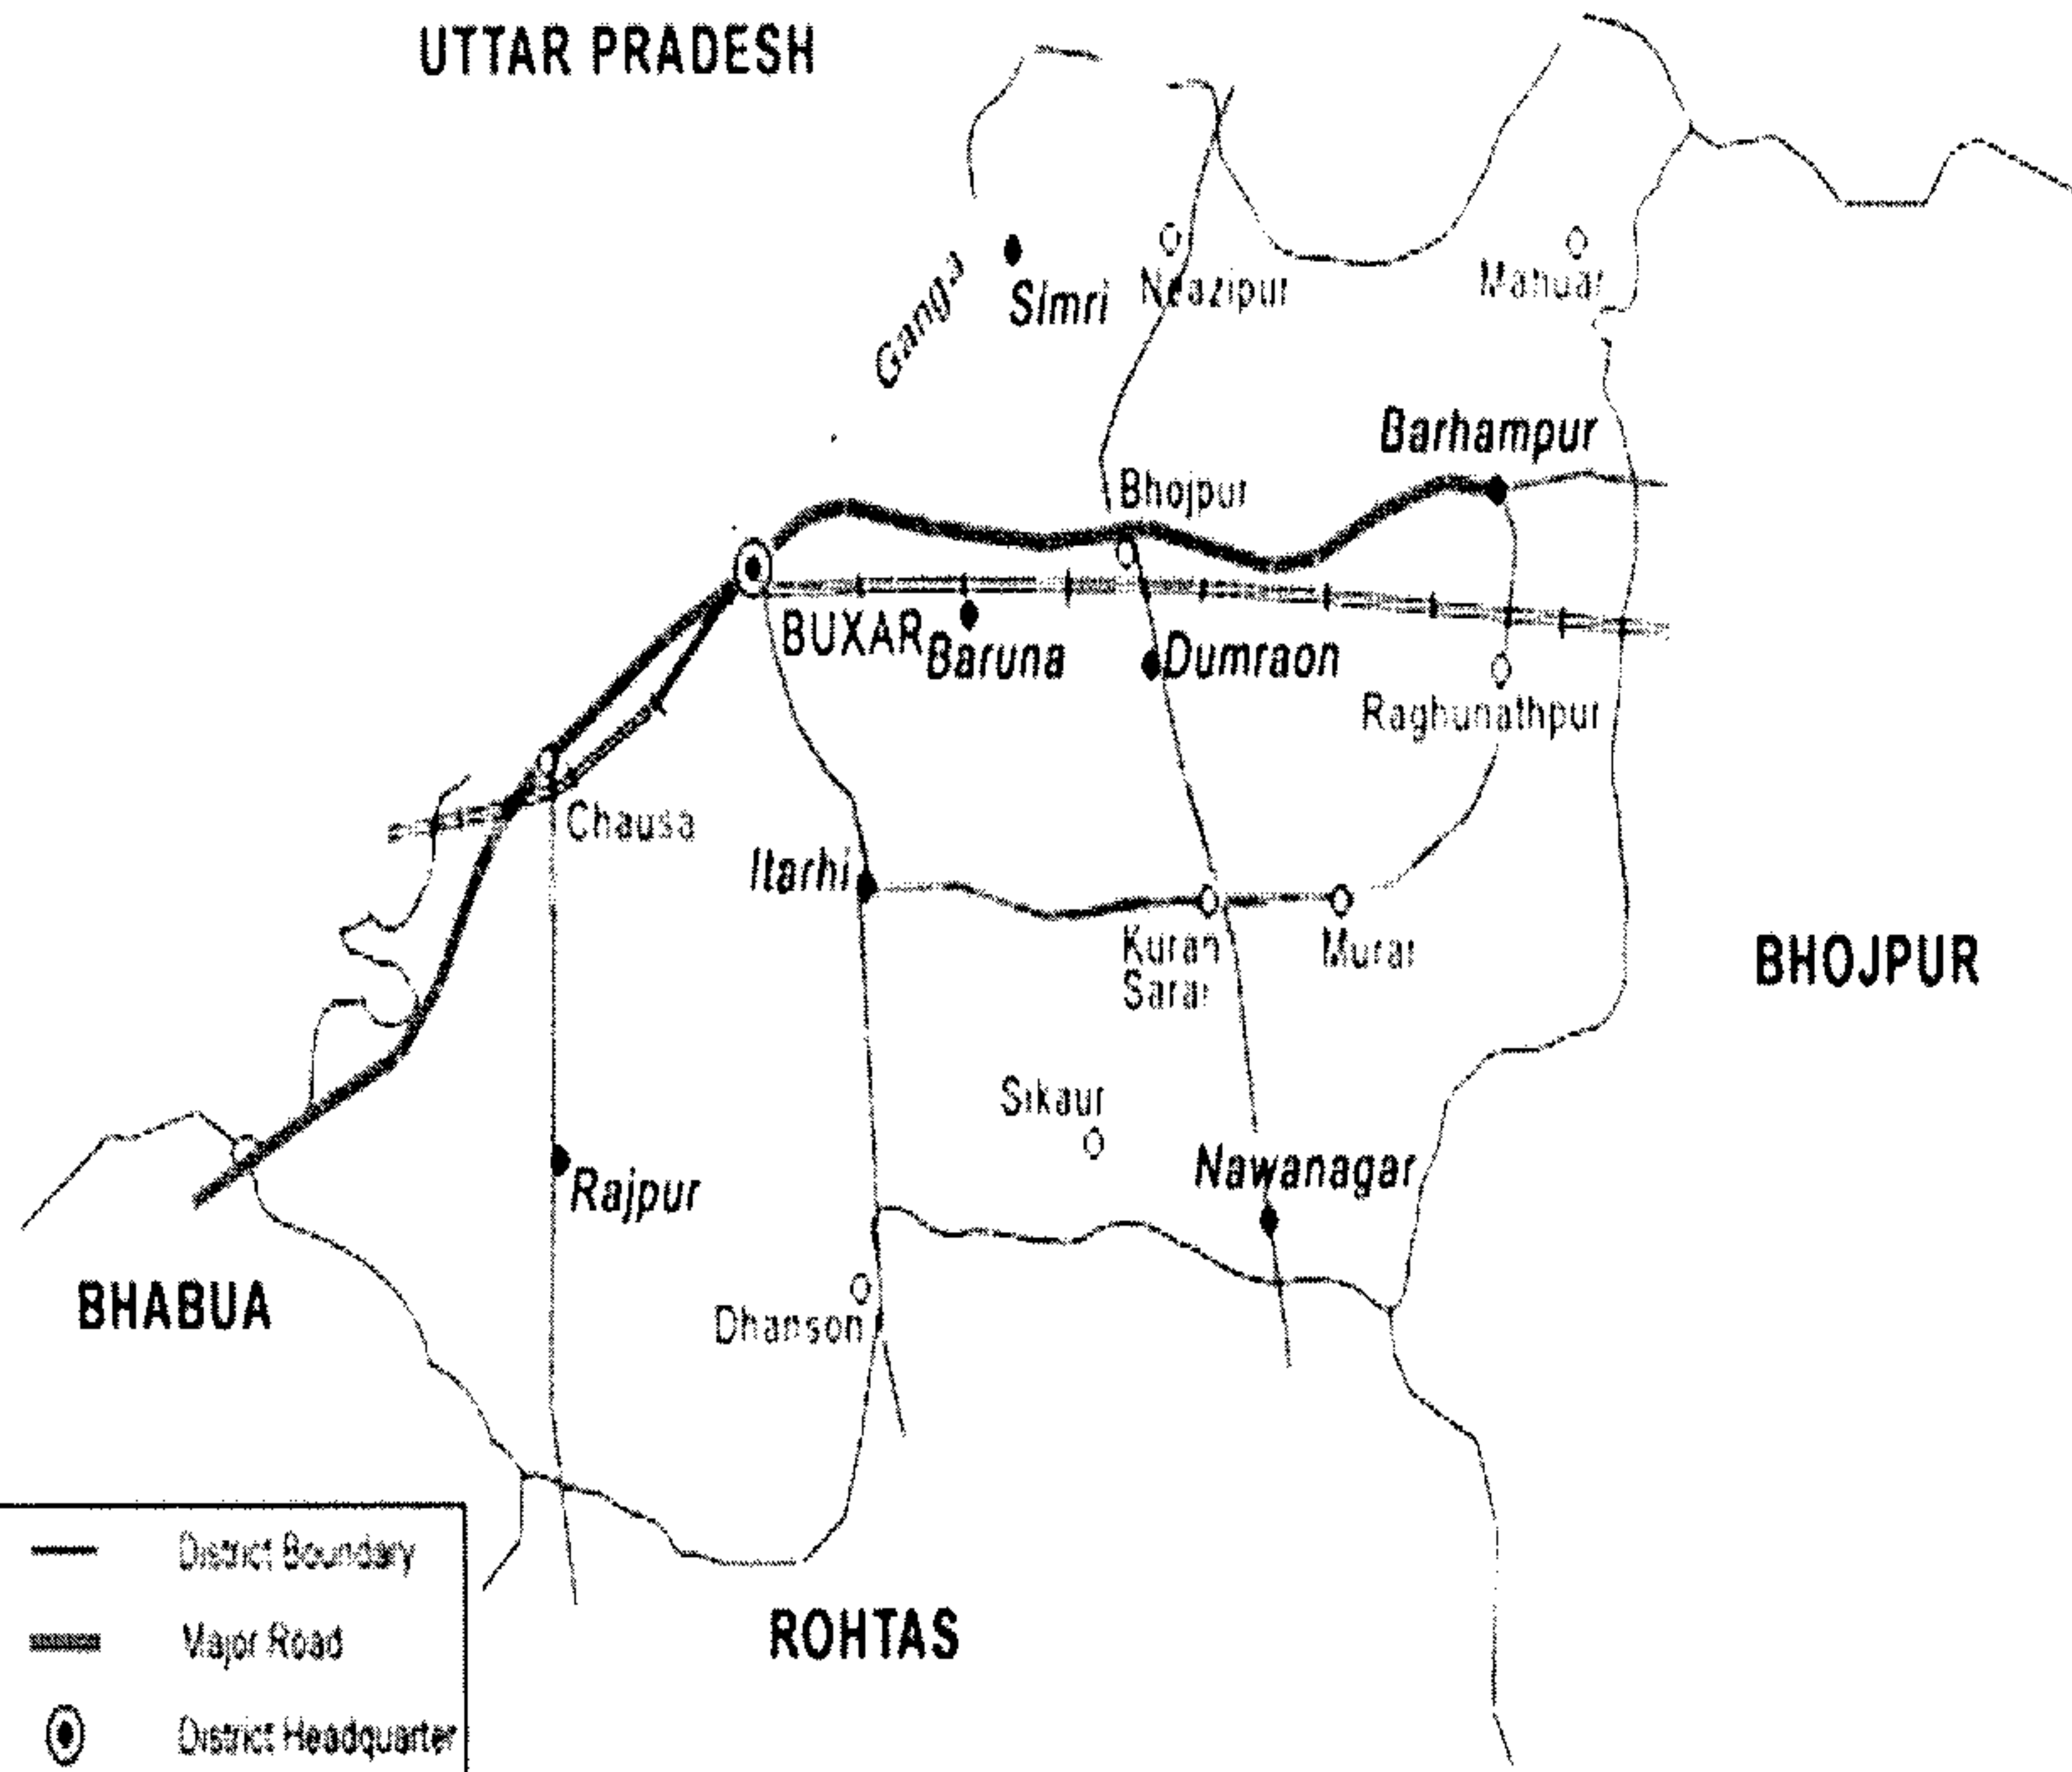 UTTAR PRADESH
Ganga
Simri
Neazipur
Mahuar
Barhampur
Bhojpur
BUXAR
Baruna
Dumraon
Raghunathpur
Chausa
Itarhi
Kuran
Sarai
Murar
BHOJPUR
Sikaur
Nawanagar
Rajpur
BHABUA
Dhanson
ROHTAS
District Boundary
Major Road
District Headquarter